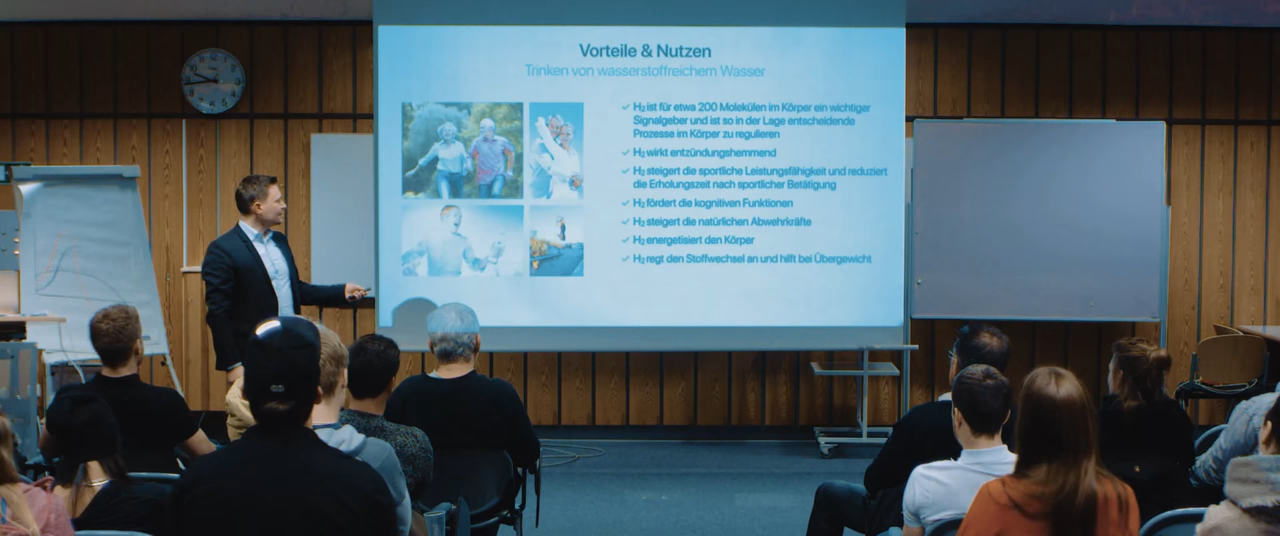 Vorteile & Nutzen
Trinken von wasserstoffreichem Wasser
✓ H₂ ist für etwa 200 Molekülen im Körper ein wichtiger
Signalgeber und ist so in der Lage entscheidende
Prozesse im Körper zu regulieren
✓ H₂ wirkt entzündungshemmend
✓ H₂ steigert die sportliche Leistungsfähigkeit und reduziert
die Erholungszeit nach sportlicher Betätigung
✓ H₂ fördert die kognitiven Funktionen
✓ H₂ steigert die natürlichen Abwehrkräfte
✓ H₂ energetisiert den Körper
✓ H₂ regt den Stoffwechsel an und hilft bei Übergewicht